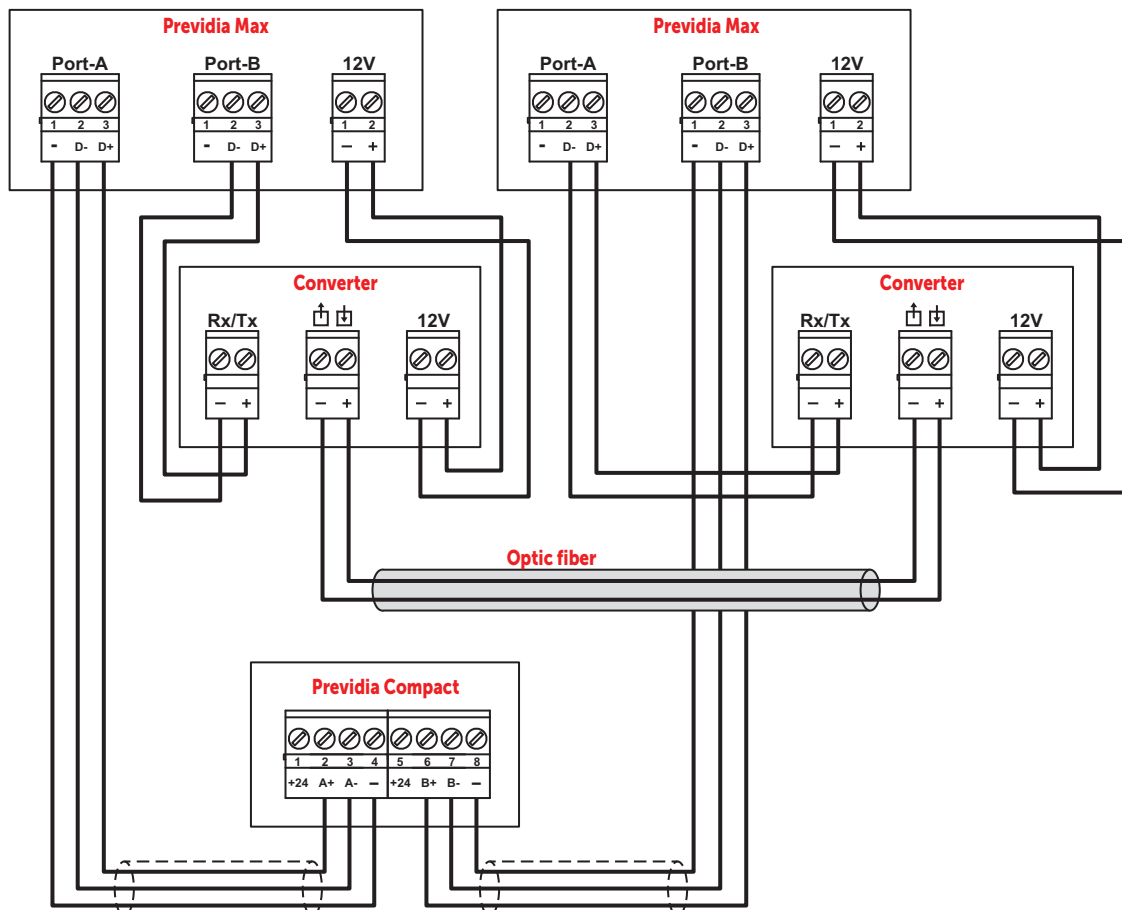 Previdia Max
Previdia Max
Port-A Port-B 12V
Port-A Port-B 12V
1 2 3 1 2 3 1 2
1 2 3 1 2 3 1 2
- D- D+ - D- D+ – +
- D- D+ - D- D+ – +
Converter
Converter
Rx/Tx 12V
Rx/Tx 12V
– + – + – +
– + – + – +
Optic fiber
Previdia Compact
1 2 3 4 5 6 7 8
+24 A+ A- – +24 B+ B- –